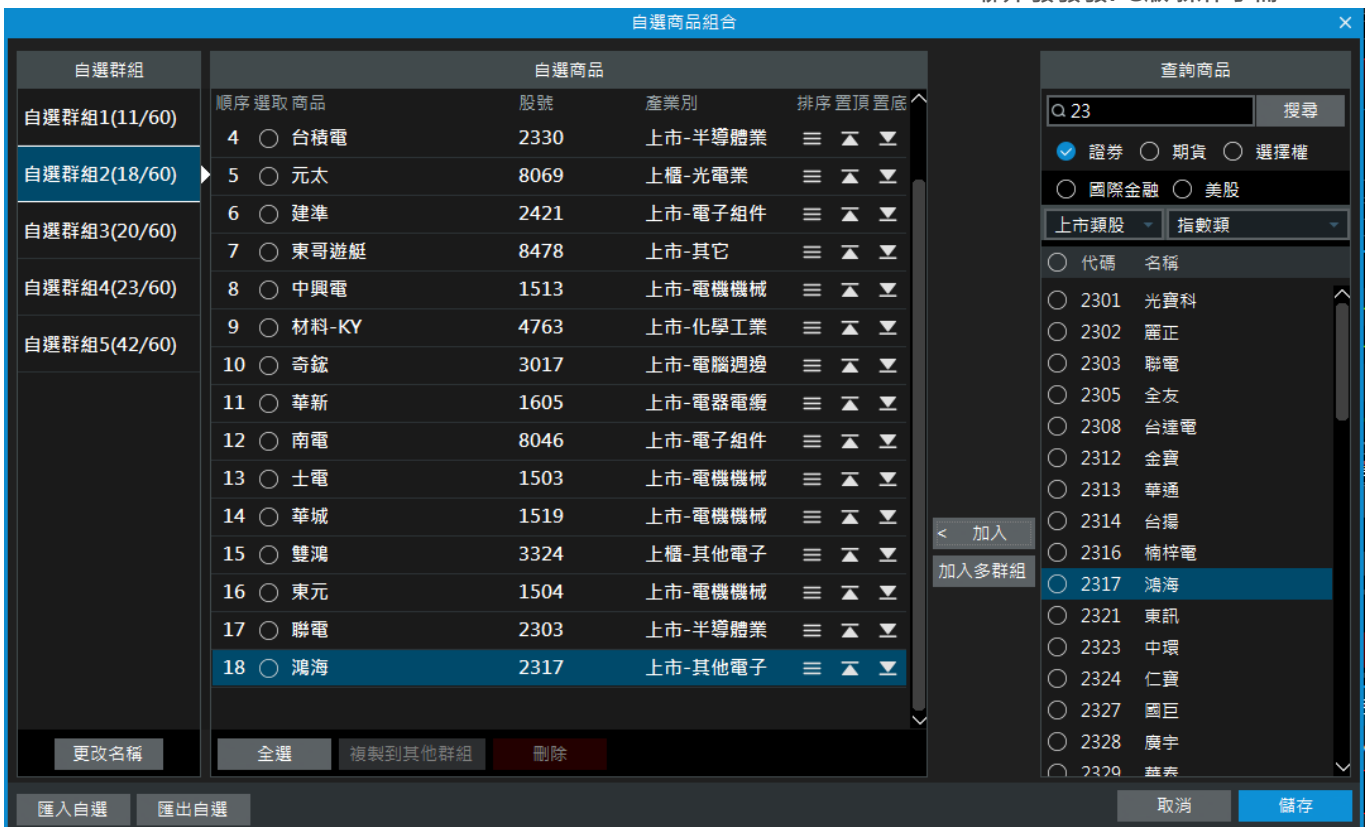 自選商品組合
自選群組
自選群組1(11/60)
自選群組2(18/60)
自選群組3(20/60)
自選群組4(23/60)
自選群組5(42/60)
更改名稱
自選商品
順序 選取 商品 股號 產業別 排序 置頂 置底
4 台積電 2330 上市-半導體業
5 元太 8069 上櫃-光電業
6 建準 2421 上市-電子組件
7 東哥遊艇 8478 上市-其它
8 中興電 1513 上市-電機機械
9 材料-KY 4763 上市-化學工業
10 奇鋐 3017 上市-電腦週邊
11 華新 1605 上市-電器電纜
12 南電 8046 上市-電子組件
13 士電 1503 上市-電機機械
14 華城 1519 上市-電機機械
15 雙鴻 3324 上櫃-其他電子
16 東元 1504 上市-電機機械
17 聯電 2303 上市-半導體業
18 鴻海 2317 上市-其他電子
全選 複製到其他群組 刪除
< 加入
加入多群組
查詢商品
23 搜尋
證券 期貨 選擇權
國際金融 美股
上市類股 指數類
代碼 名稱
2301 光寶科
2302 麗正
2303 聯電
2305 全友
2308 台達電
2312 金寶
2313 華通
2314 台揚
2316 楠梓電
2317 鴻海
2321 東訊
2323 中環
2324 仁寶
2327 國巨
2328 廣宇
2329 華泰
匯入自選 匯出自選 取消 儲存